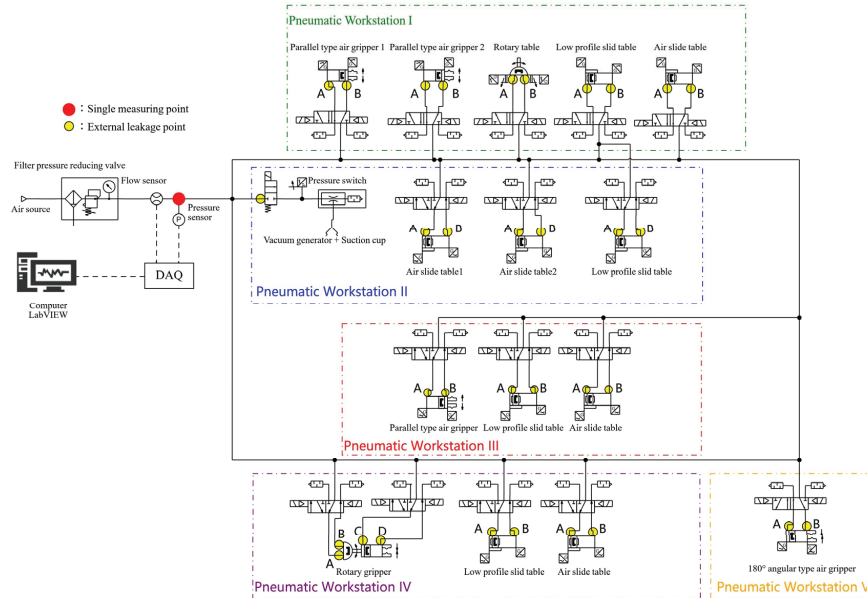 Pneumatic Workstation I
Parallel type air gripper 1
Parallel type air gripper 2
Rotary table
Low profile slid table
Air slide table
A
B
A
B
A
B
A
B
A
B
: Single measuring point
: External leakage point
Filter pressure reducing valve
Flow sensor
Air source
Pressure
sensor
P
DAQ
Computer
LabVIEW
Pressure switch
Vacuum generator + Suction cup
A
D
A
D
A
B
Air slide table1
Air slide table2
Low profile slid table
Pneumatic Workstation II
A
B
A
B
A
B
Parallel type air gripper
Low profile slid table
Air slide table
Pneumatic Workstation III
B
C
D
A
A
B
A
B
Rotary gripper
Low profile slid table
Air slide table
Pneumatic Workstation IV
A
B
180° angular type air gripper
Pneumatic Workstation V